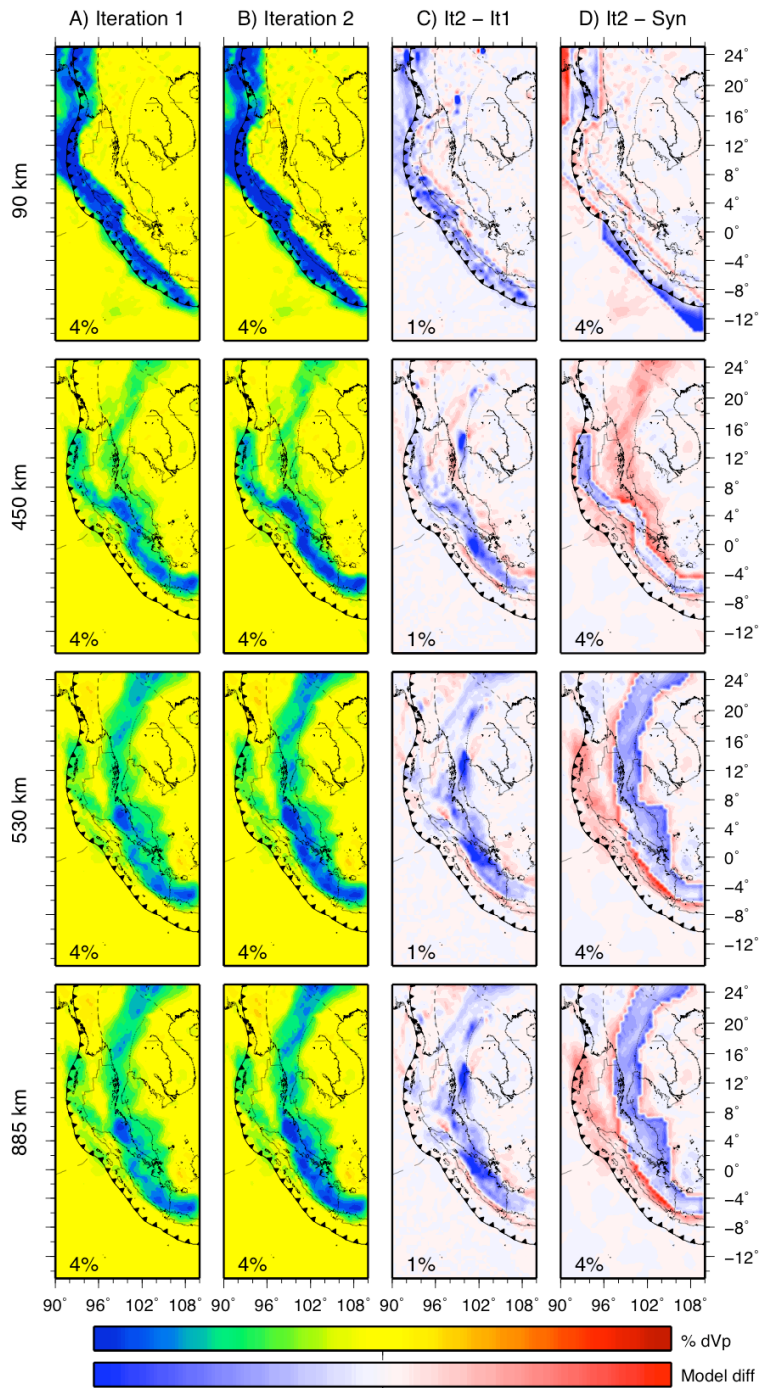 A) Iteration 1 B) Iteration 2 C) It2 − It1 D) It2 − Syn
90 km
4% 4% 1% 4%
24° 20° 16° 12° 8° 4° 0° −4° −8° −12°
450 km
4% 4% 1% 4%
24° 20° 16° 12° 8° 4° 0° −4° −8° −12°
530 km
4% 4% 1% 4%
24° 20° 16° 12° 8° 4° 0° −4° −8° −12°
885 km
4% 4% 1% 4%
24° 20° 16° 12° 8° 4° 0° −4° −8° −12°
90° 96° 102° 108° 96° 102° 108° 96° 102° 108° 96° 102° 108°
% dVp
Model diff